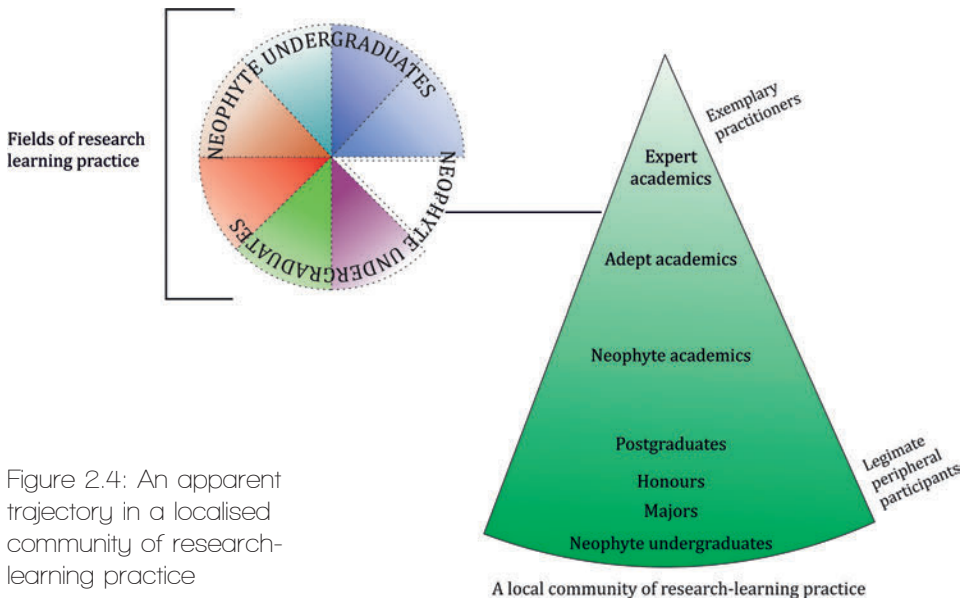 NEOPHYTE UNDERGRADUATES
NEOPHYTE UNDERGRADUATES
Fields of research
learning practice
Exemplary
practitioners
Expert
academics
Adept academics
Neophyte academics
Postgraduates
Honours
Majors
Neophyte undergraduates
Legimate
peripheral
participants
A local community of research-learning practice
Figure 2.4: An apparent
trajectory in a localised
community of research-
learning practice